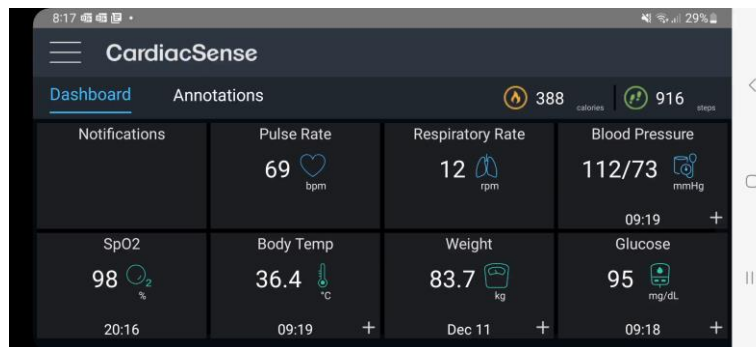 8:17 29%
CardiacSense
Dashboard Annotations 388 calories 916 steps
Notifications Pulse Rate Respiratory Rate Blood Pressure
69 bpm 12 rpm 112/73 mmHg
09:19 +
SpO2 Body Temp Weight Glucose
98 O2 % 36.4 °C 83.7 kg 95 mg/dL
20:16 09:19 + Dec 11 + 09:18 +